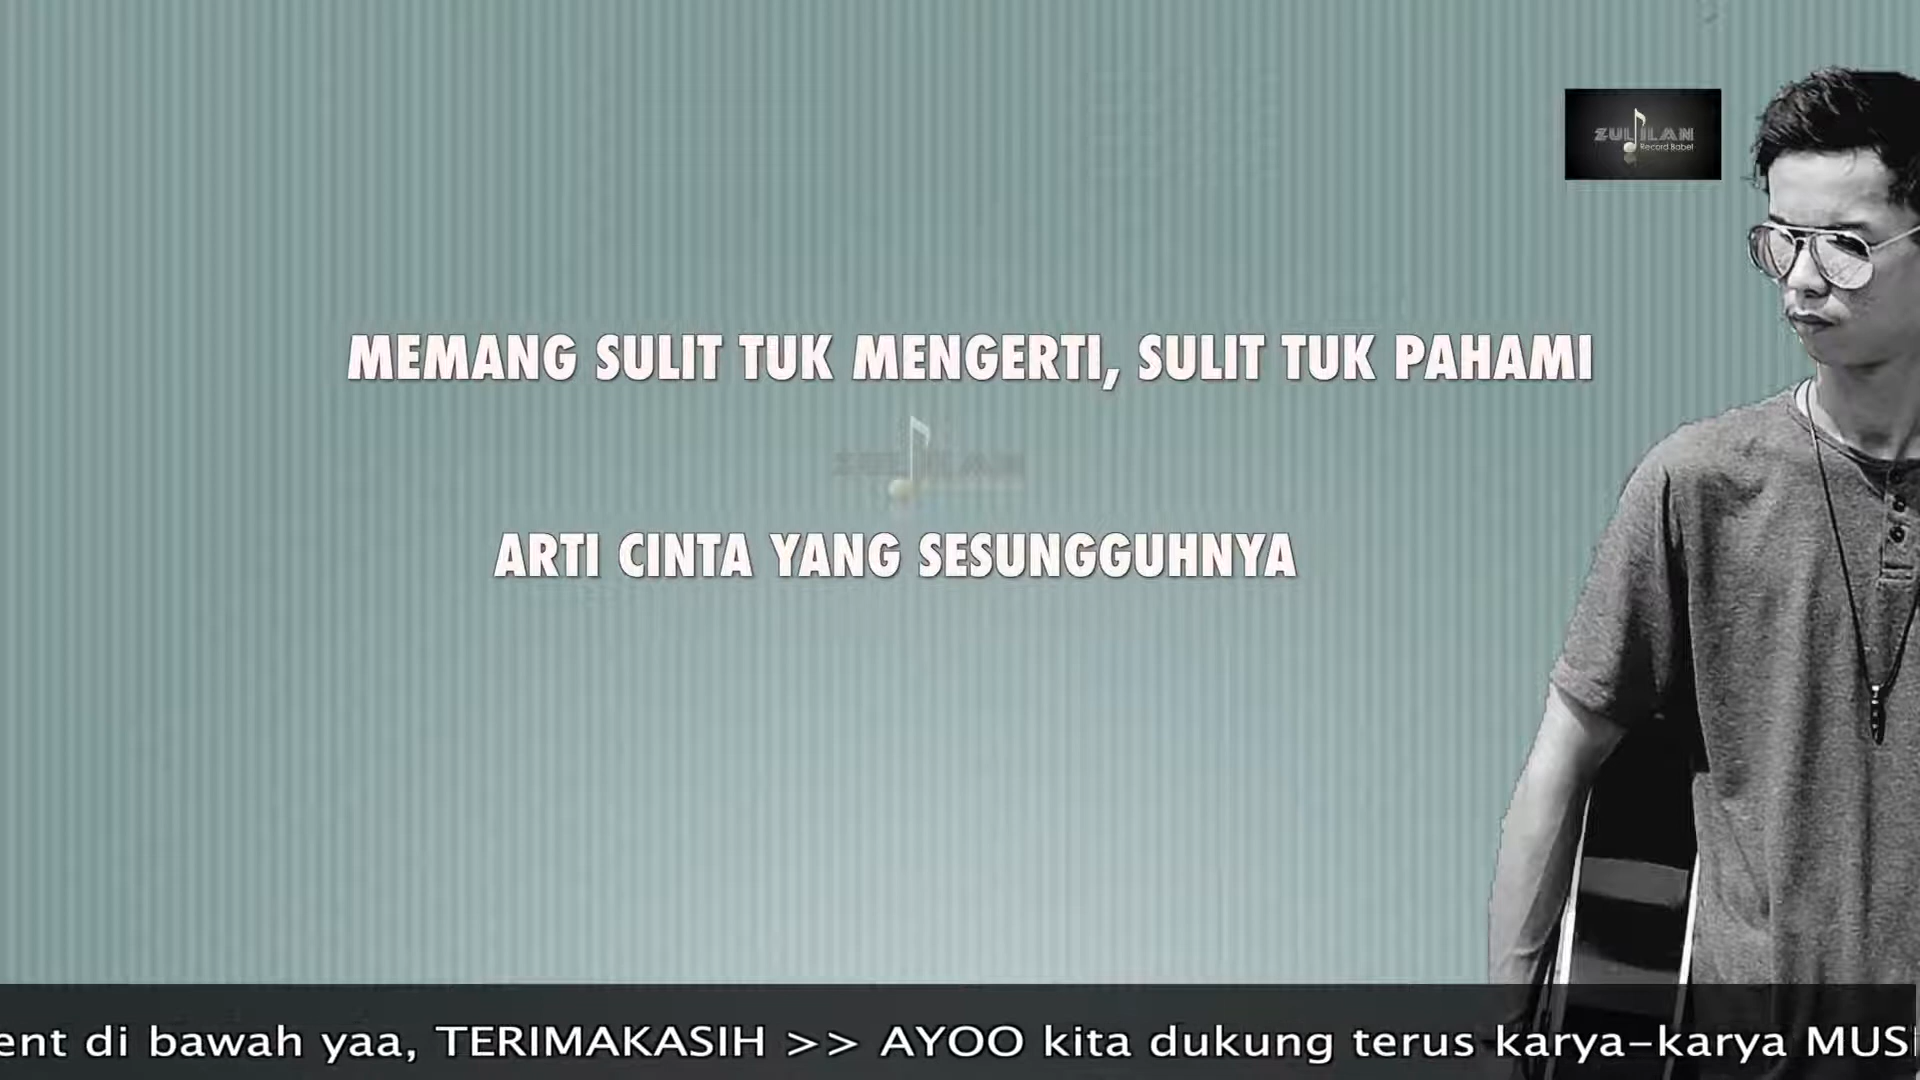 ZULILAN
Record Babel
MEMANG SULIT TUK MENGERTI, SULIT TUK PAHAMI
ZULILAN
ARTI CINTA YANG SESUNGGUHNYA
ent di bawah yaa, TERIMAKASIH >> AYOO kita dukung terus karya-karya MUS